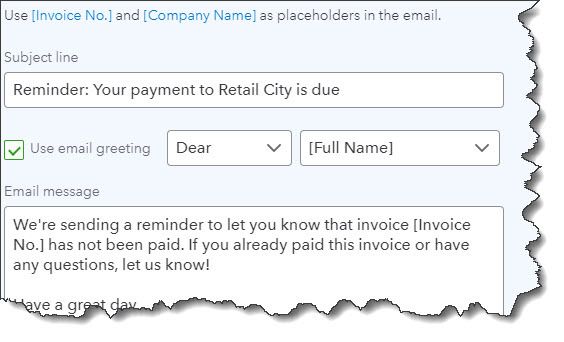 Use [Invoice No.] and [Company Name] as placeholders in the email.
Subject line
Reminder: Your payment to Retail City is due
Use email greeting Dear [Full Name]
Email message
We're sending a reminder to let you know that invoice [Invoice
No.] has not been paid. If you already paid this invoice or have
any questions, let us know!
Have a great day